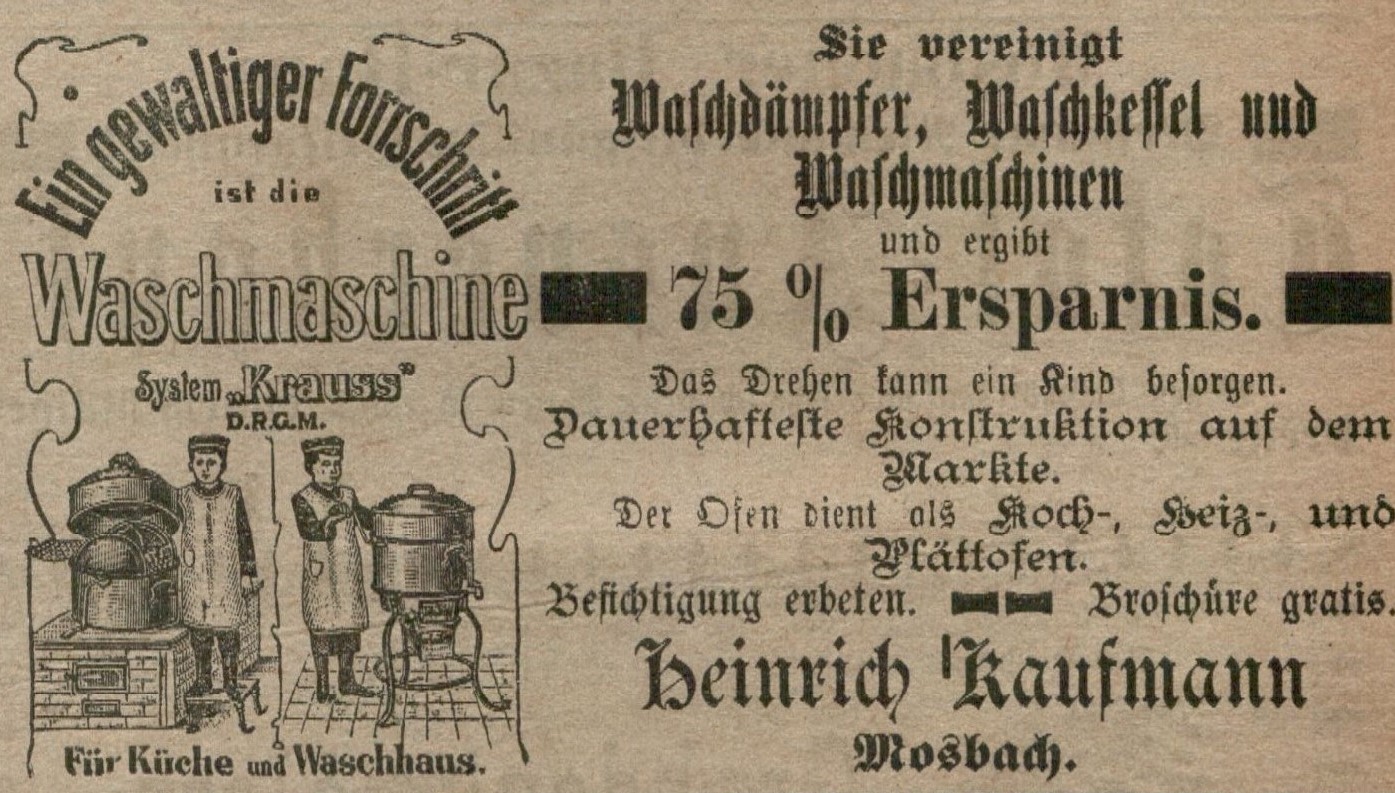 Ein gewaltiger Fortschritt
ist die
Waschmaschine
System „Krauss“
D.R.G.M.
Für Küche und Waschhaus.
Sie vereinigt
Waſchdämpfer, Waſchkeſſel und
Waſchmaſchinen
und ergibt
75 % Ersparnis.
Das Drehen kann ein Kind beſorgen.
Dauerhafteſte Konſtruktion auf dem
Markte.
Der Ofen dient als Koch-, Heiz-, und
Plättofen.
Beſichtigung erbeten. Broſchüre gratis.
Heinrich Kaufmann
Mosbach.